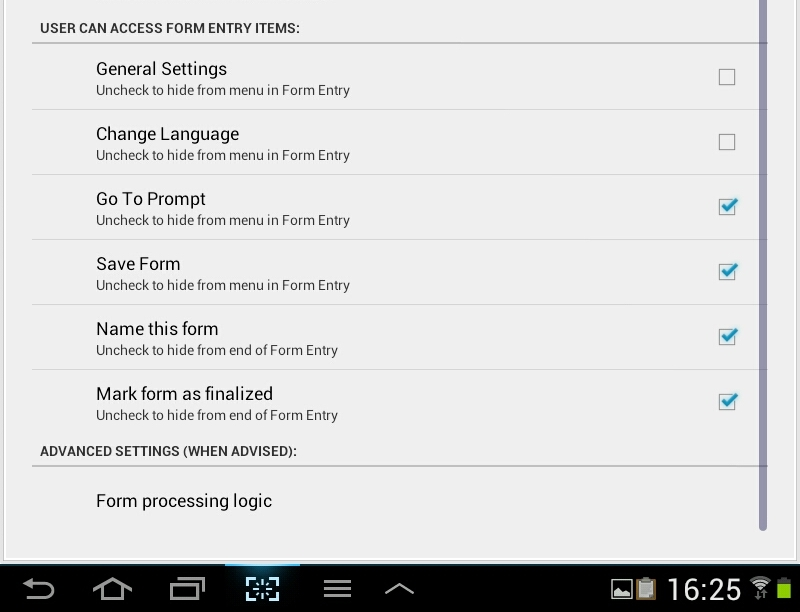 USER CAN ACCESS FORM ENTRY ITEMS:
General Settings
Uncheck to hide from menu in Form Entry
Change Language
Uncheck to hide from menu in Form Entry
Go To Prompt
Uncheck to hide from menu in Form Entry
Save Form
Uncheck to hide from menu in Form Entry
Name this form
Uncheck to hide from end of Form Entry
Mark form as finalized
Uncheck to hide from end of Form Entry
ADVANCED SETTINGS (WHEN ADVISED):
Form processing logic
16:25